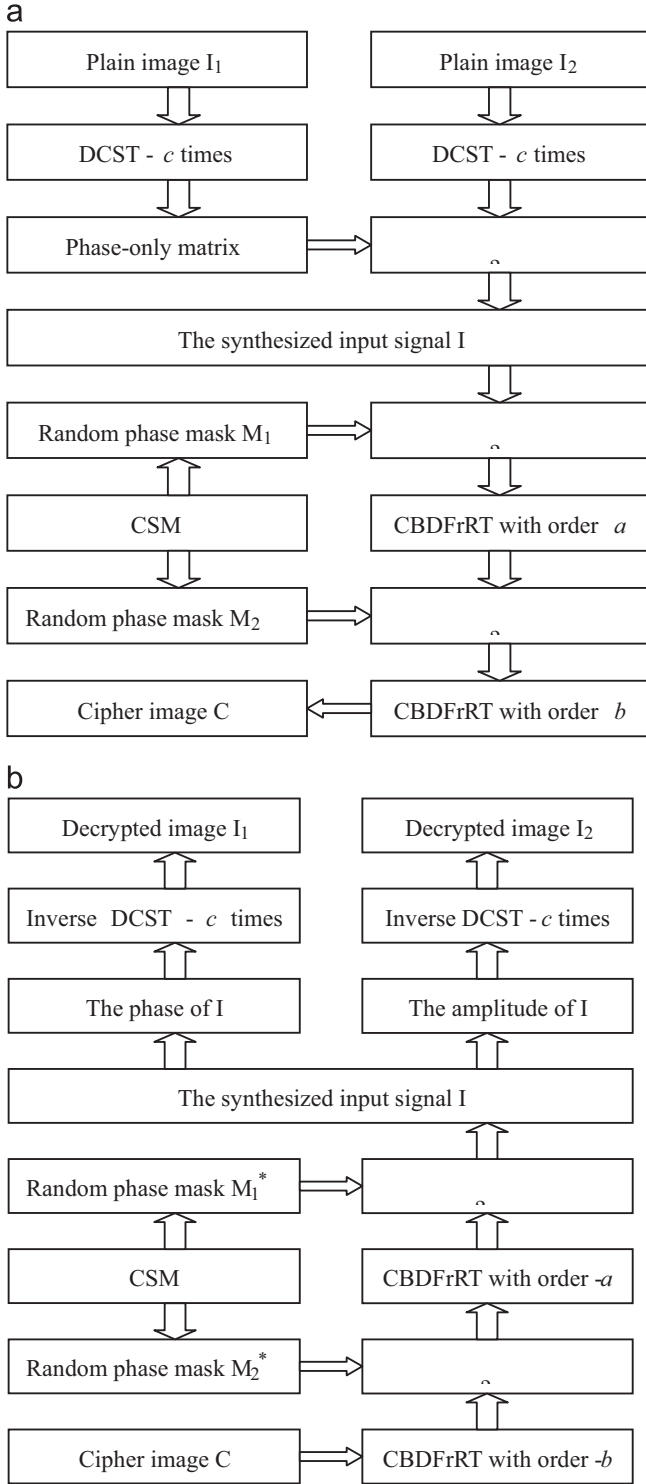 a
Plain image I1
Plain image I2
DCST - c times
DCST - c times
Phase-only matrix
The synthesized input signal I
Random phase mask M1
CSM
CBDFrRT with order a
Random phase mask M2
Cipher image C
CBDFrRT with order b
b
Decrypted image I1
Decrypted image I2
Inverse DCST - c times
Inverse DCST - c times
The phase of I
The amplitude of I
The synthesized input signal I
Random phase mask M1*
CSM
CBDFrRT with order -a
Random phase mask M2*
Cipher image C
CBDFrRT with order -b